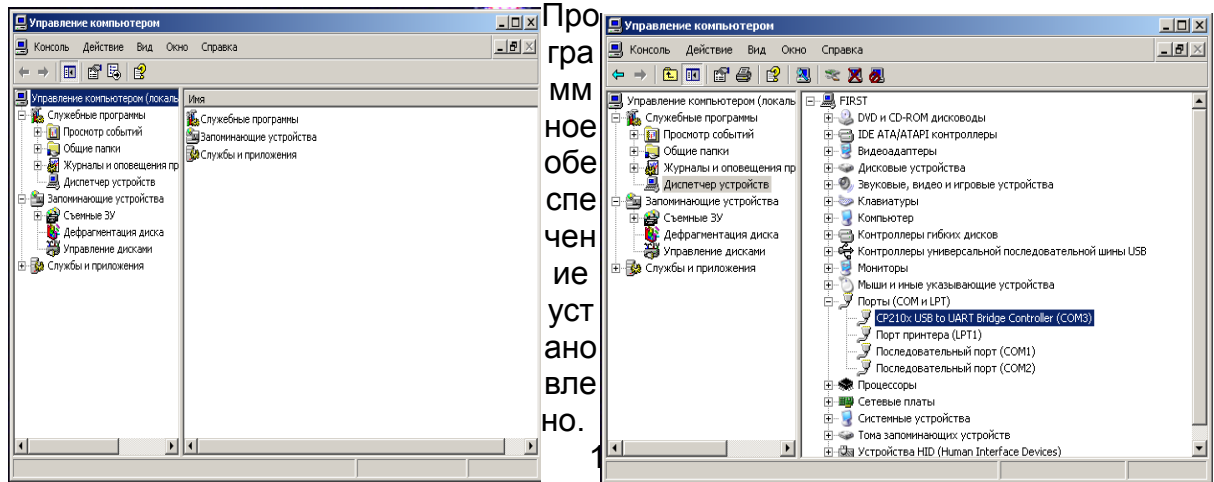 Управление компьютером
Консоль Действие Вид Окно Справка
Управление компьютером (локаль
Служебные программы
Просмотр событий
Общие папки
Журналы и оповещения пр
Диспетчер устройств
Запоминающие устройства
Съемные ЗУ
Дефрагментация диска
Управление дисками
Службы и приложения
Имя
Служебные программы
Запоминающие устройства
Службы и приложения
Про
гра
мм
ное
обе
спе
чен
ие
уст
ано
вле
но.
1
Управление компьютером
Консоль Действие Вид Окно Справка
Управление компьютером (локаль
Служебные программы
Просмотр событий
Общие папки
Журналы и оповещения пр
Диспетчер устройств
Запоминающие устройства
Съемные ЗУ
Дефрагментация диска
Управление дисками
Службы и приложения
FIRST
DVD и CD-ROM дисководы
IDE ATA/ATAPI контроллеры
Видеоадаптеры
Дисковые устройства
Звуковые, видео и игровые устройства
Клавиатуры
Компьютер
Контроллеры гибких дисков
Контроллеры универсальной последовательной шины USB
Мониторы
Мыши и иные указывающие устройства
Порты (COM и LPT)
CP210x USB to UART Bridge Controller (COM3)
Порт принтера (LPT1)
Последовательный порт (COM1)
Последовательный порт (COM2)
Процессоры
Сетевые платы
Системные устройства
Тома запоминающих устройств
Устройства HID (Human Interface Devices)